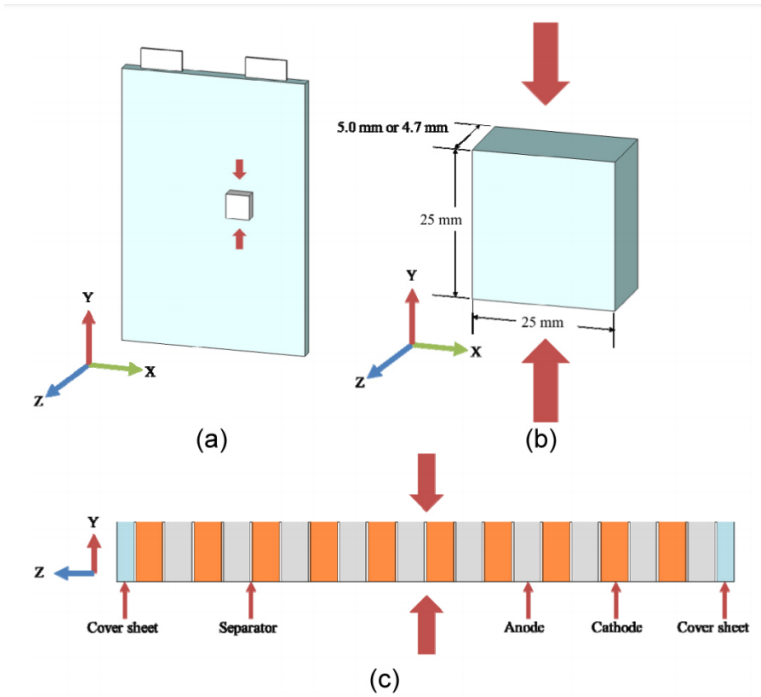 5.0 mm or 4.7 mm
25 mm
Y
Y
25 mm
X
X
Z
Z
(a)
(b)
Y
Z
Cover sheet
Separator
Anode
Cathode
Cover sheet
(c)